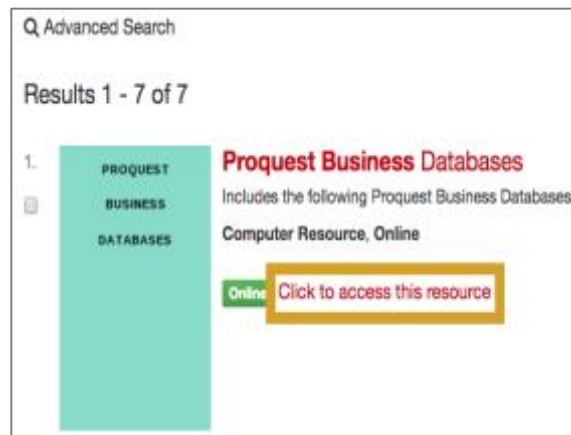 Advanced Search
Results 1 - 7 of 7
1.
PROQUEST
BUSINESS
DATABASES
Proquest Business Databases
Includes the following Proquest Business Databases
Computer Resource, Online
Online
Click to access this resource